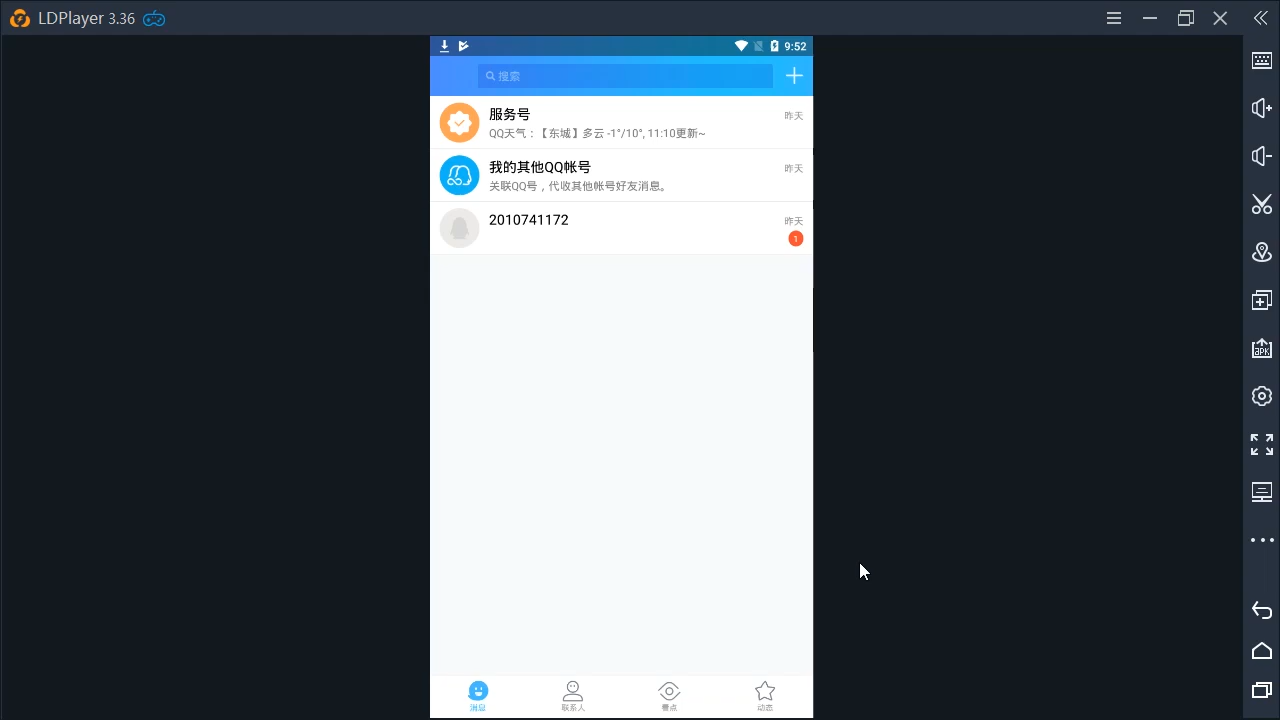 LDPlayer 3.36
9:52
搜索
服务号
昨天
QQ天气：【东城】多云 -1°/10°, 11:10更新~
我的其他QQ帐号
昨天
关联QQ号，代收其他帐号好友消息。
2010741172
昨天
1
APK
消息
联系人
看点
动态